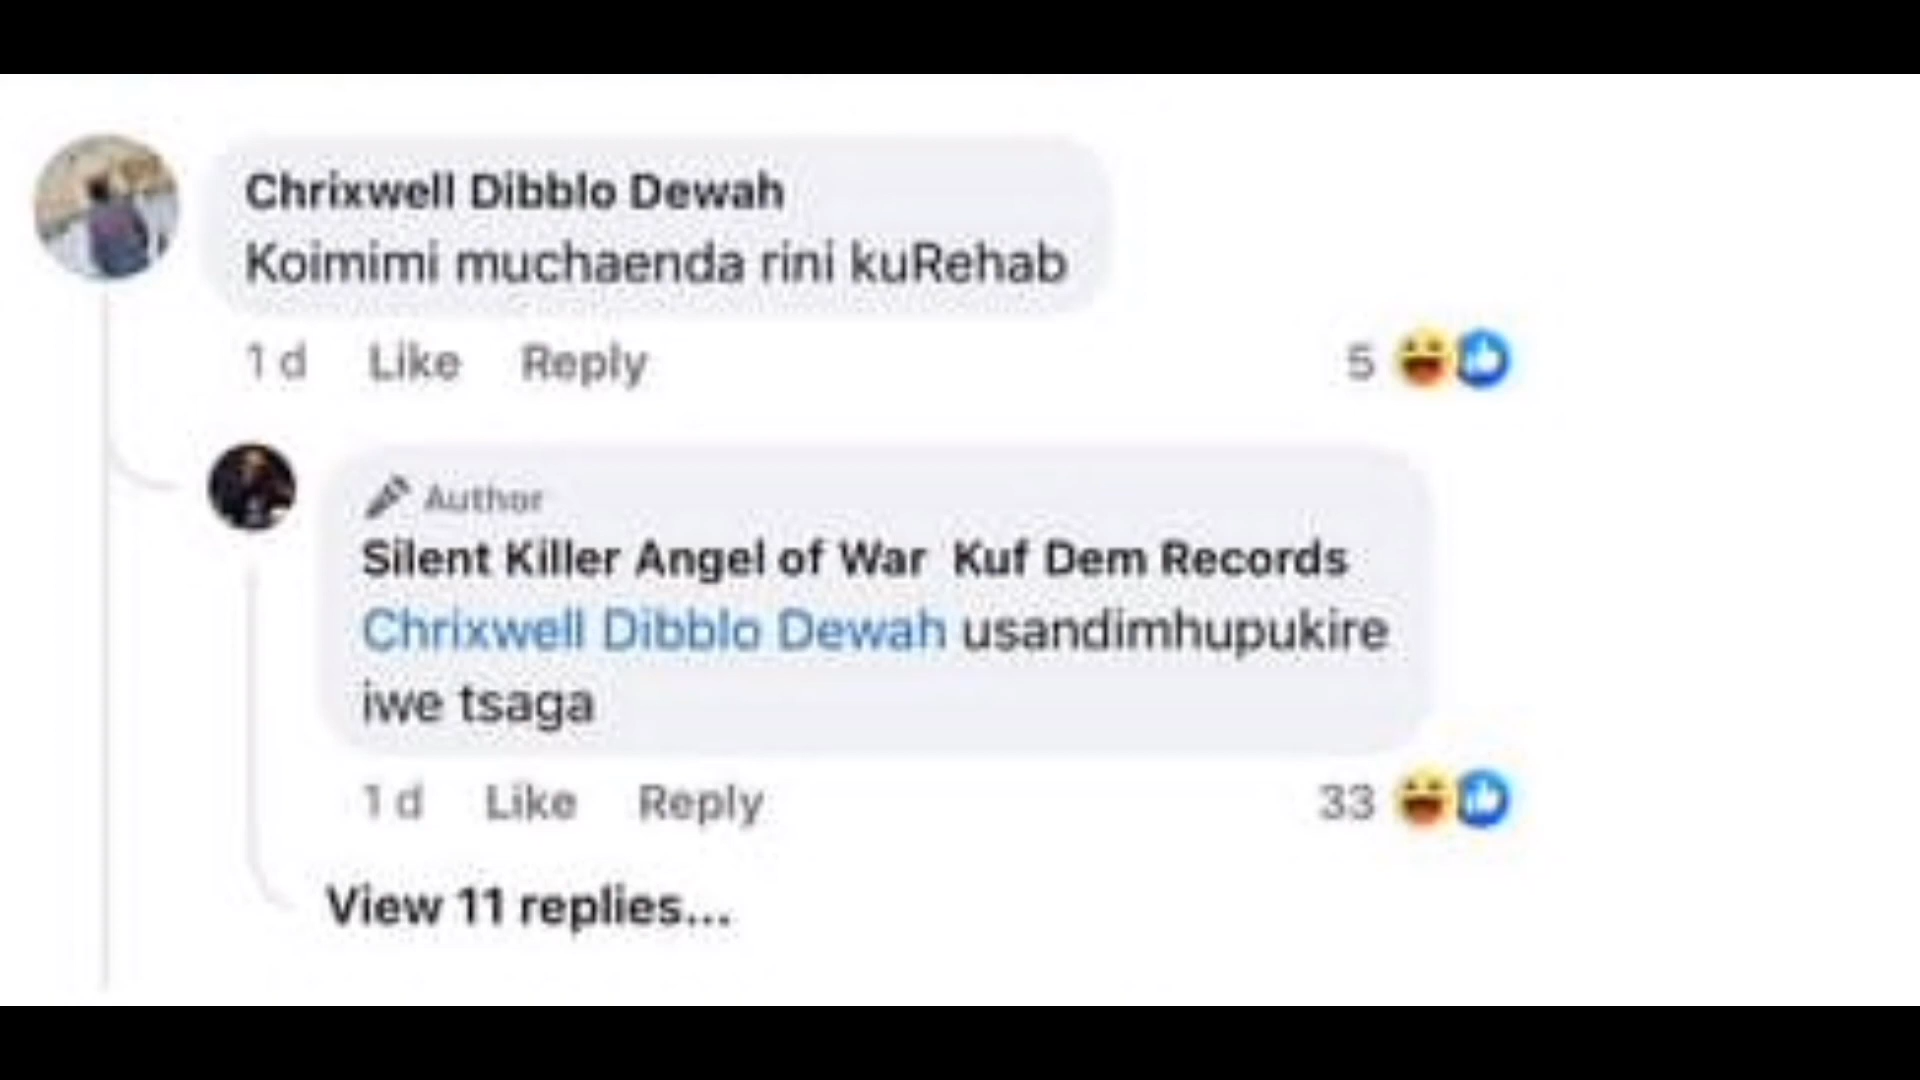 Chrixwell Dibblo Dewah
Koimimi muchaenda rini kuRehab
1 d Like Reply 5
Author
Silent Killer Angel of War Kuf Dem Records
Chrixwell Dibblo Dewah usandimhupukire
iwe tsaga
1 d Like Reply 33
View 11 replies...